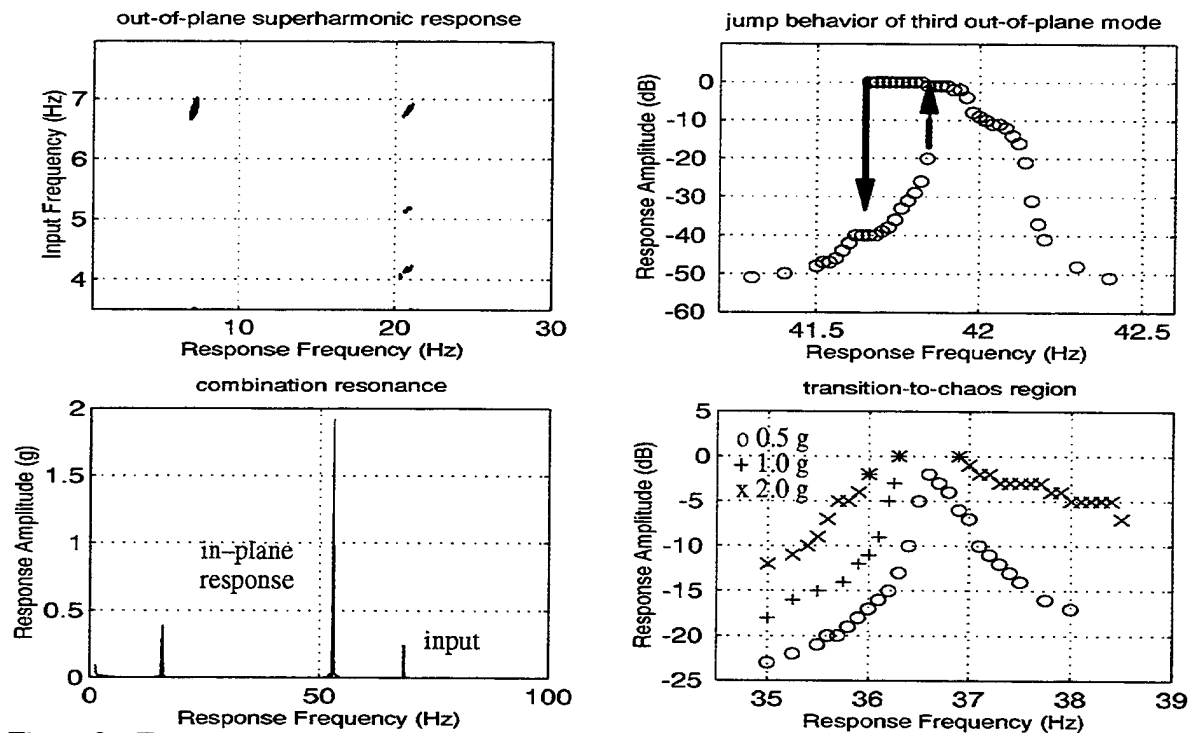 out-of-plane superharmonic response
7
6
5
4
Input Frequency (Hz)
10
20
30
Response Frequency (Hz)
jump behavior of third out-of-plane mode
0
-10
-20
-30
-40
-50
-60
Response Amplitude (dB)
41.5
42
42.5
Response Frequency (Hz)
combination resonance
2
1.5
1
0.5
0
Response Amplitude (g)
in–plane
response
input
0
50
100
Response Frequency (Hz)
transition-to-chaos region
5
0
-5
-10
-15
-20
-25
Response Amplitude (dB)
o 0.5 g
+ 1.0 g
x 2.0 g
35
36
37
38
39
Response Frequency (Hz)